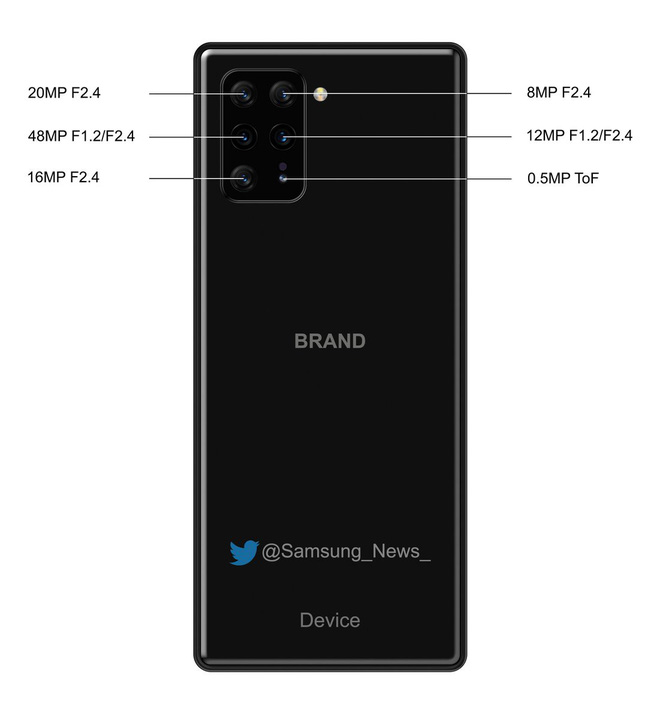 20MP F2.4
8MP F2.4
48MP F1.2/F2.4
12MP F1.2/F2.4
16MP F2.4
0.5MP ToF
BRAND
@Samsung_News_
Device